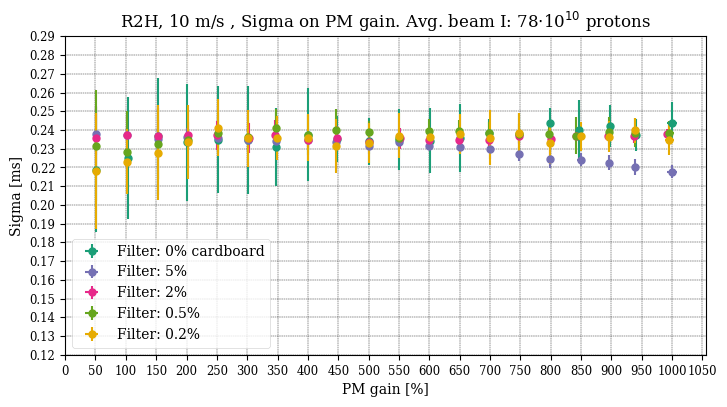 R2H, 10 m/s , Sigma on PM gain. Avg. beam I: 78·10¹⁰ protons
Sigma [ms]
0.29
0.28
0.27
0.26
0.25
0.24
0.23
0.22
0.21
0.20
0.19
0.18
0.17
0.16
0.15
0.14
0.13
0.12
Filter: 0% cardboard
Filter: 5%
Filter: 2%
Filter: 0.5%
Filter: 0.2%
0 50 100 150 200 250 300 350 400 450 500 550 600 650 700 750 800 850 900 950 1000 1050
PM gain [%]